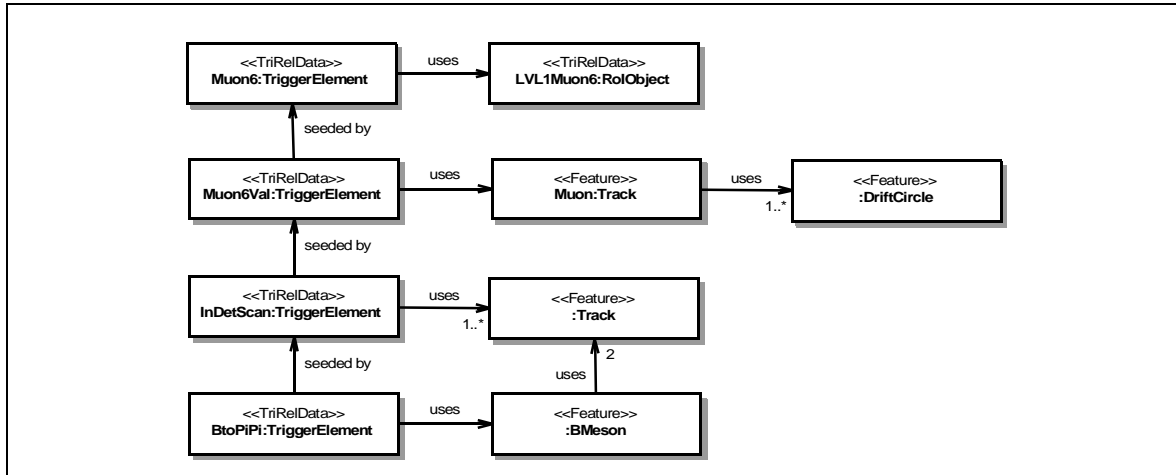 <<TriRelData>>
Muon6:TriggerElement
uses
<<TriRelData>>
LVL1Muon6:RoIObject
seeded by
<<TriRelData>>
Muon6Val:TriggerElement
uses
<<Feature>>
Muon:Track
uses
1..*
<<Feature>>
:DriftCircle
seeded by
<<TriRelData>>
InDetScan:TriggerElement
uses
1..*
<<Feature>>
:Track
seeded by
2
uses
<<TriRelData>>
BtoPiPi:TriggerElement
uses
<<Feature>>
:BMeson